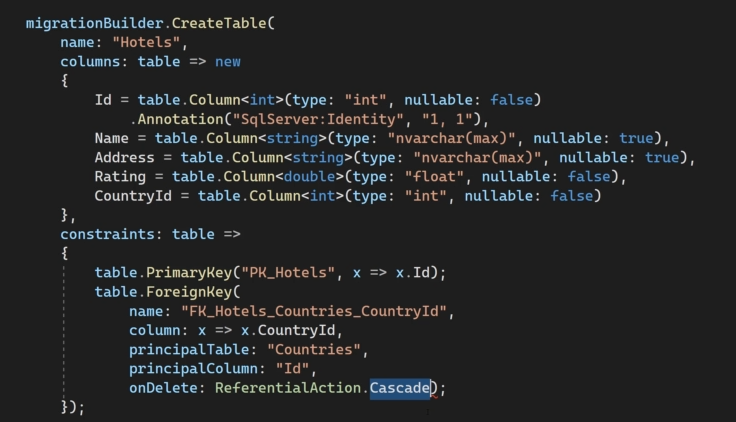 migrationBuilder.CreateTable(
    name: "Hotels",
    columns: table => new
    {
        Id = table.Column<int>(type: "int", nullable: false)
            .Annotation("SqlServer:Identity", "1, 1"),
        Name = table.Column<string>(type: "nvarchar(max)", nullable: true),
        Address = table.Column<string>(type: "nvarchar(max)", nullable: true),
        Rating = table.Column<double>(type: "float", nullable: false),
        CountryId = table.Column<int>(type: "int", nullable: false)
    },
    constraints: table =>
    {
        table.PrimaryKey("PK_Hotels", x => x.Id);
        table.ForeignKey(
            name: "FK_Hotels_Countries_CountryId",
            column: x => x.CountryId,
            principalTable: "Countries",
            principalColumn: "Id",
            onDelete: ReferentialAction.Cascade);
    });